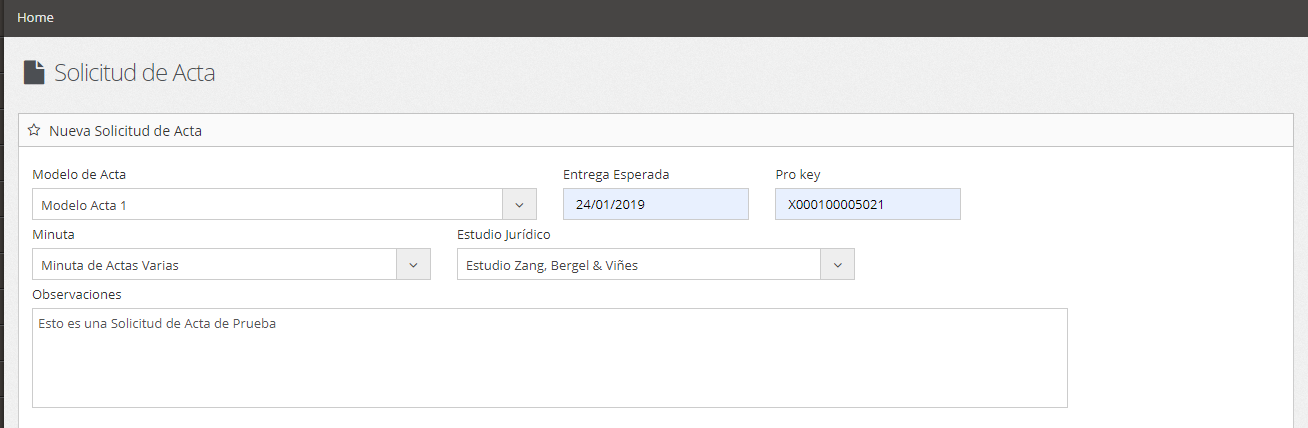 Home
Solicitud de Acta
Nueva Solicitud de Acta
Modelo de Acta Entrega Esperada Pro key
Modelo Acta 1 24/01/2019 X000100005021
Minuta Estudio Jurídico
Minuta de Actas Varias Estudio Zang, Bergel & Viñes
Observaciones
Esto es una Solicitud de Acta de Prueba